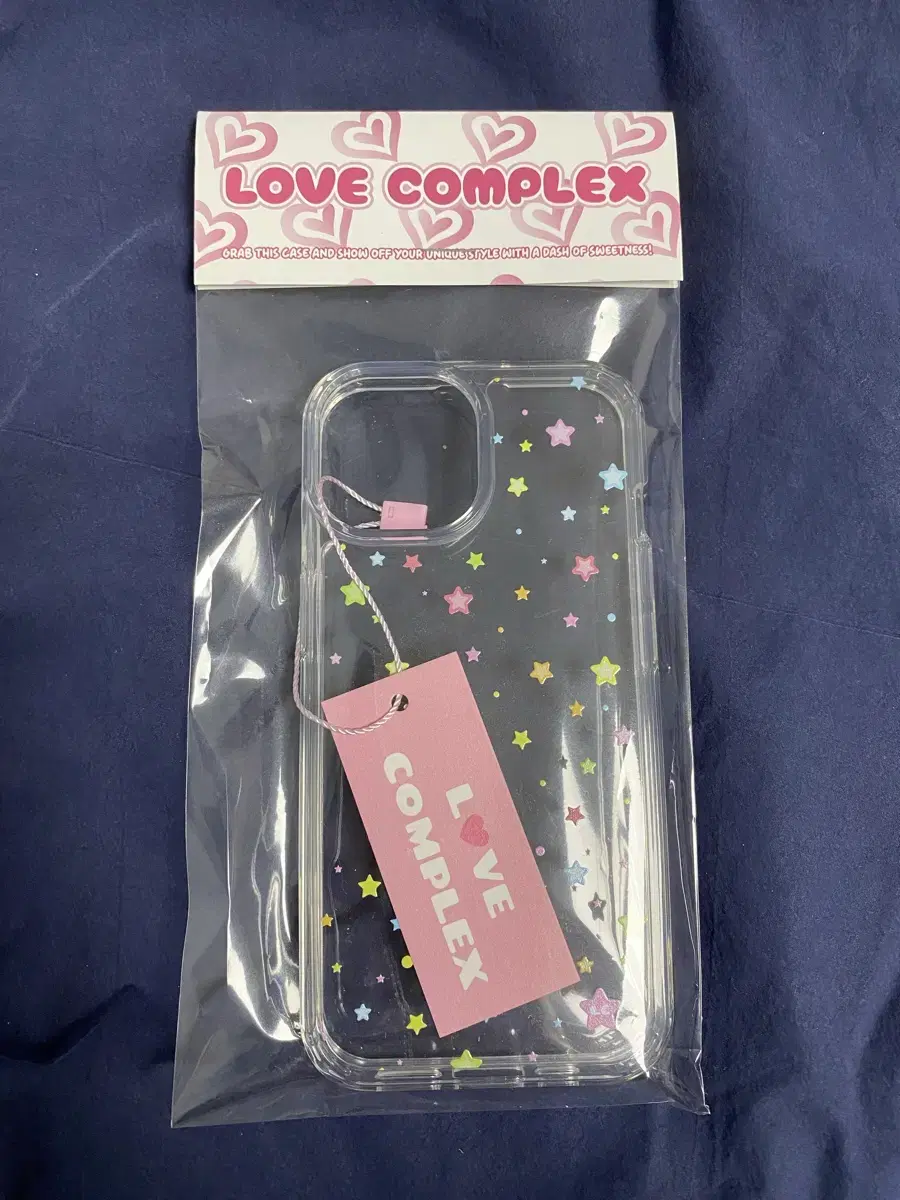 LOVE COMPLEX
GRAB THIS CASE AND SHOW OFF YOUR UNIQUE STYLE WITH A DASH OF SWEETNESS!
LOVE
COMPLEX